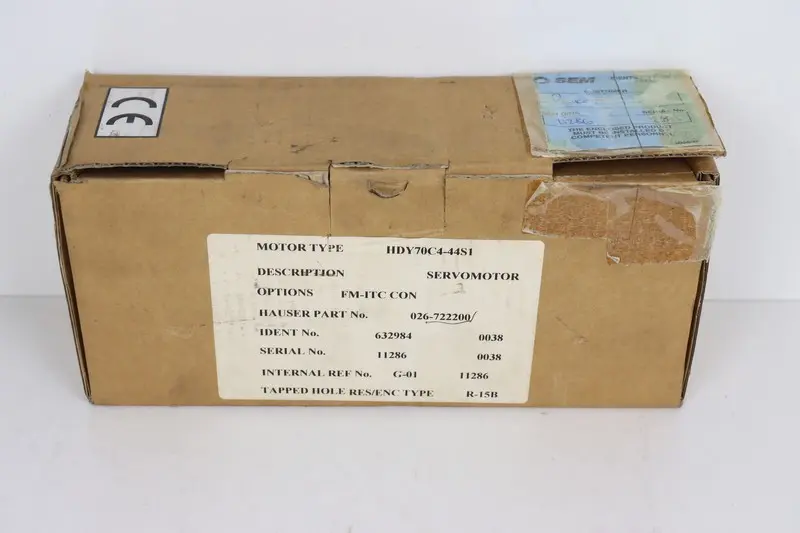 CE
SEM
THE ENCLOSED PRODUCT
MUST BE INSTALLED
COMPETENT
MOTOR TYPE HDY70C4-44S1
DESCRIPTION SERVOMOTOR
OPTIONS FM-ITC CON 2
HAUSER PART No. 026-722200/
IDENT No. 632984 0038
SERIAL No. 11286 0038
INTERNAL REF No. G-01 11286
TAPPED HOLE RES/ENC TYPE R-15B